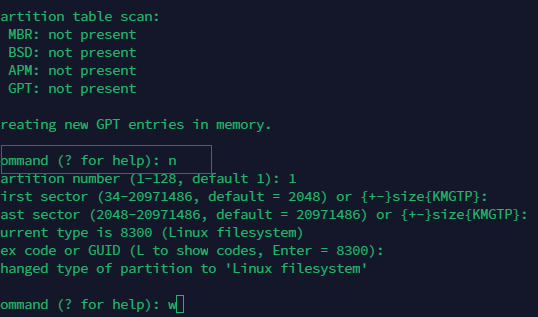 artition table scan:
MBR: not present
BSD: not present
APM: not present
GPT: not present
reating new GPT entries in memory.
ommand (? for help): n
artition number (1-128, default 1): 1
irst sector (34-20971486, default = 2048) or {+-}size{KMGTP}:
ast sector (2048-20971486, default = 20971486) or {+-}size{KMGTP}:
urrent type is 8300 (Linux filesystem)
ex code or GUID (L to show codes, Enter = 8300):
hanged type of partition to 'Linux filesystem'
ommand (? for help): w